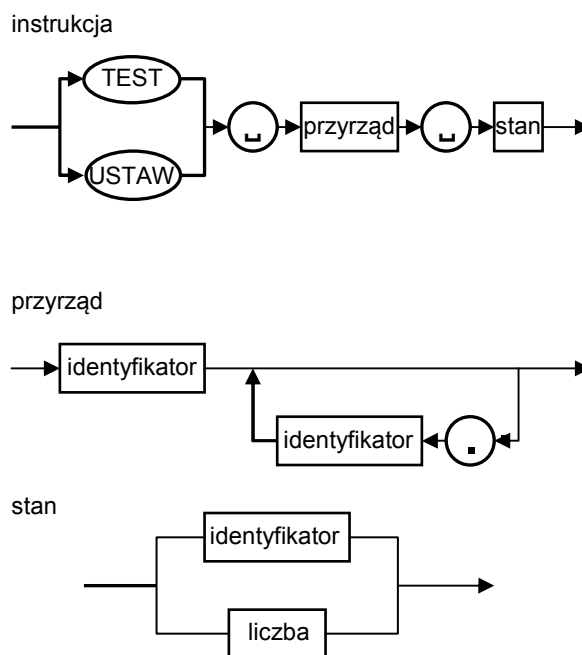 instrukcja
TEST
␣ przyrząd ␣ stan
USTAW
przyrząd
identyfikator
identyfikator .
stan
identyfikator
liczba